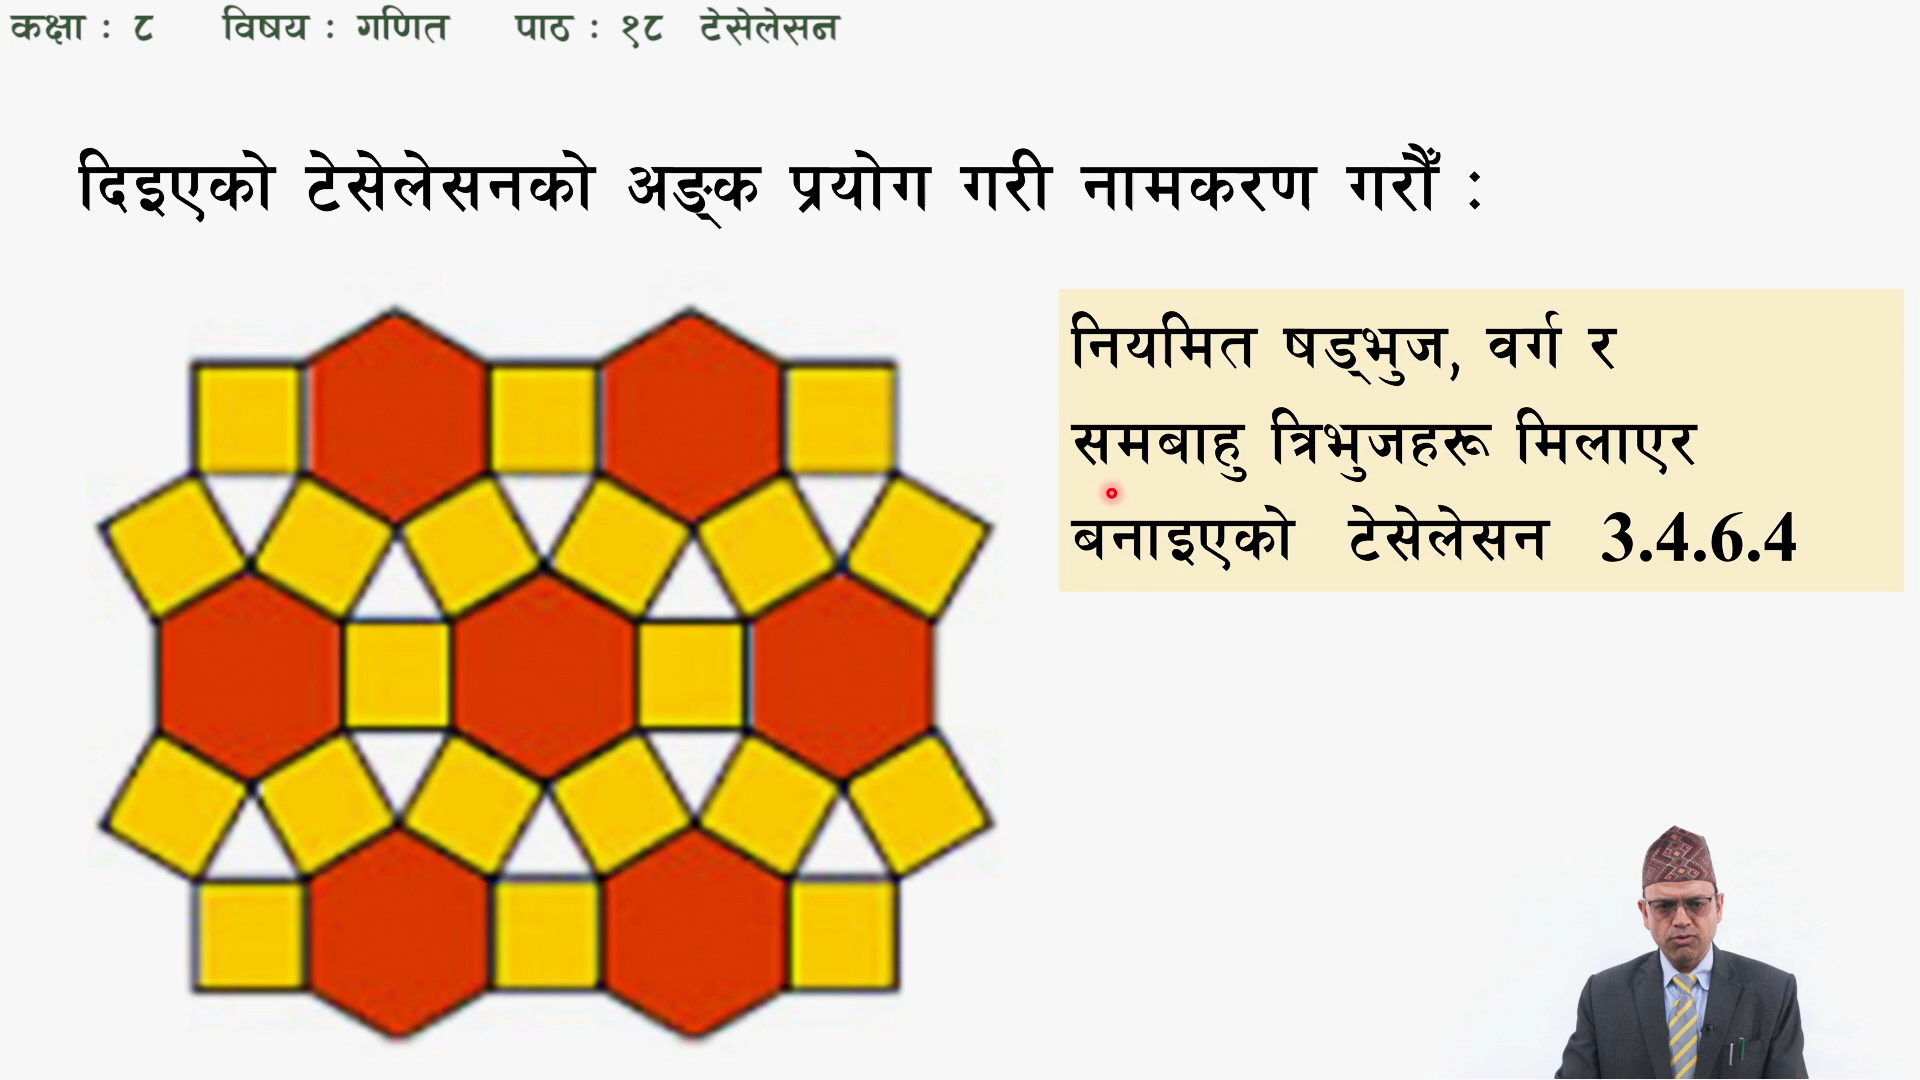 कक्षा : ८ विषय : गणित पाठ : १८ टेसेलेसन
दिइएको टेसेलेसनको अङ्क प्रयोग गरी नामकरण गरौँ :
नियमित षड्भुज, वर्ग र
समबाहु त्रिभुजहरू मिलाएर
बनाइएको टेसेलेसन 3.4.6.4